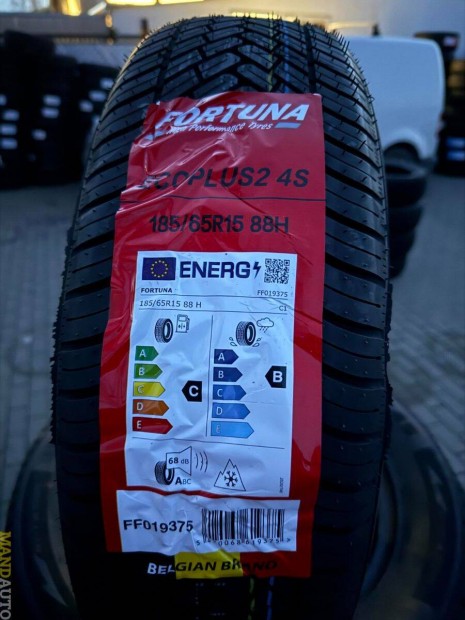 FORTUNA
High Performance Tyres
ECOPLUS2 4S
185/65R15 88H
ENERG
FORTUNA FF019375
185/65R15 88 H C1
A A
B B
C C
D D
E E
C B
68 dB
ABC
FF019375
BELGIAN BRAND
MANDAUTO